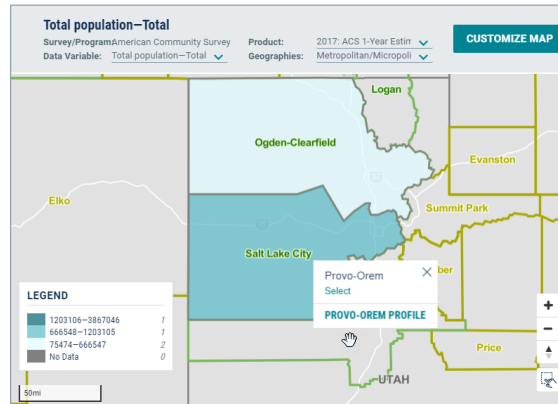 Total population—Total
Survey/Program: American Community Survey
Product: 2017: ACS 1-Year Estim
CUSTOMIZE MAP
Data Variable: Total population—Total
Geographies: Metropolitan/Micropoli
Logan
Ogden-Clearfield
Evanston
Elko
Summit Park
Salt Lake City
Provo-Orem
ber
Select
PROVO-OREM PROFILE
LEGEND
1203106—3867046 1
666548—1203105 1
75474—666547 2
No Data 0
Price
UTAH
50mi